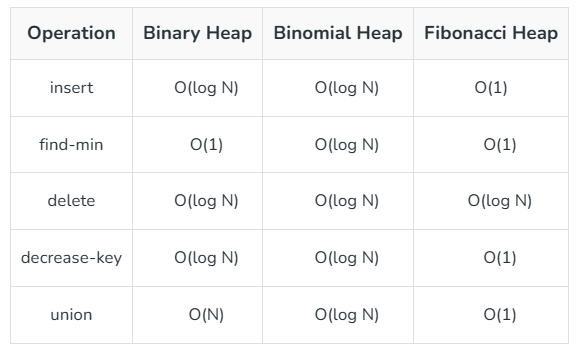 Operation Binary Heap Binomial Heap Fibonacci Heap
insert O(log N) O(log N) O(1)
find-min O(1) O(log N) O(1)
delete O(log N) O(log N) O(log N)
decrease-key O(log N) O(log N) O(1)
union O(N) O(log N) O(1)